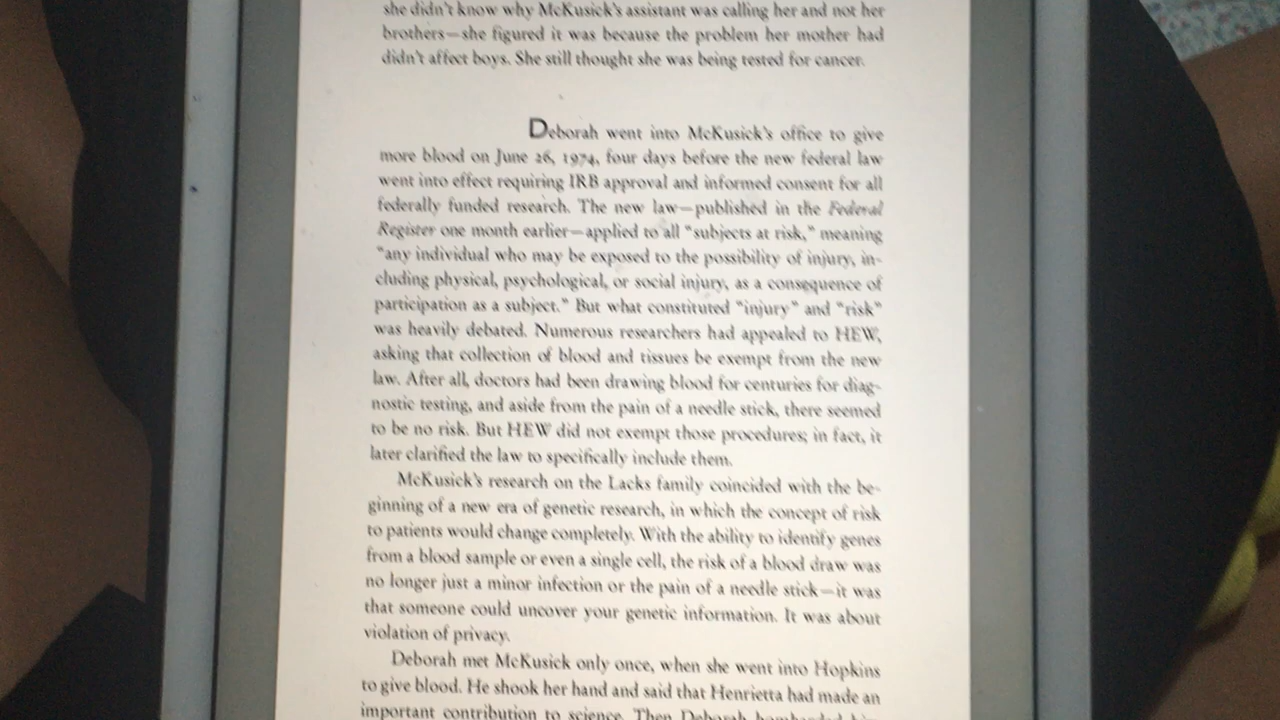 she didn't know why McKusick's assistant was calling her and not her
brothers—she figured it was because the problem her mother had
didn't affect boys. She still thought she was being tested for cancer.
Deborah went into McKusick's office to give
more blood on June 26, 1974, four days before the new federal law
went into effect requiring IRB approval and informed consent for all
federally funded research. The new law—published in the Federal
Register one month earlier—applied to all "subjects at risk," meaning
"any individual who may be exposed to the possibility of injury, in-
cluding physical, psychological, or social injury, as a consequence of
participation as a subject." But what constituted "injury" and "risk"
was heavily debated. Numerous researchers had appealed to HEW,
asking that collection of blood and tissues be exempt from the new
law. After all, doctors had been drawing blood for centuries for diag-
nostic testing, and aside from the pain of a needle stick, there seemed
to be no risk. But HEW did not exempt those procedures; in fact, it
later clarified the law to specifically include them.
McKusick's research on the Lacks family coincided with the be-
ginning of a new era of genetic research, in which the concept of risk
to patients would change completely. With the ability to identify genes
from a blood sample or even a single cell, the risk of a blood draw was
no longer just a minor infection or the pain of a needle stick—it was
that someone could uncover your genetic information. It was about
violation of privacy.
Deborah met McKusick only once, when she went into Hopkins
to give blood. He shook her hand and said that Henrietta had made an
important contribution to science. Then Deborah bombarded him